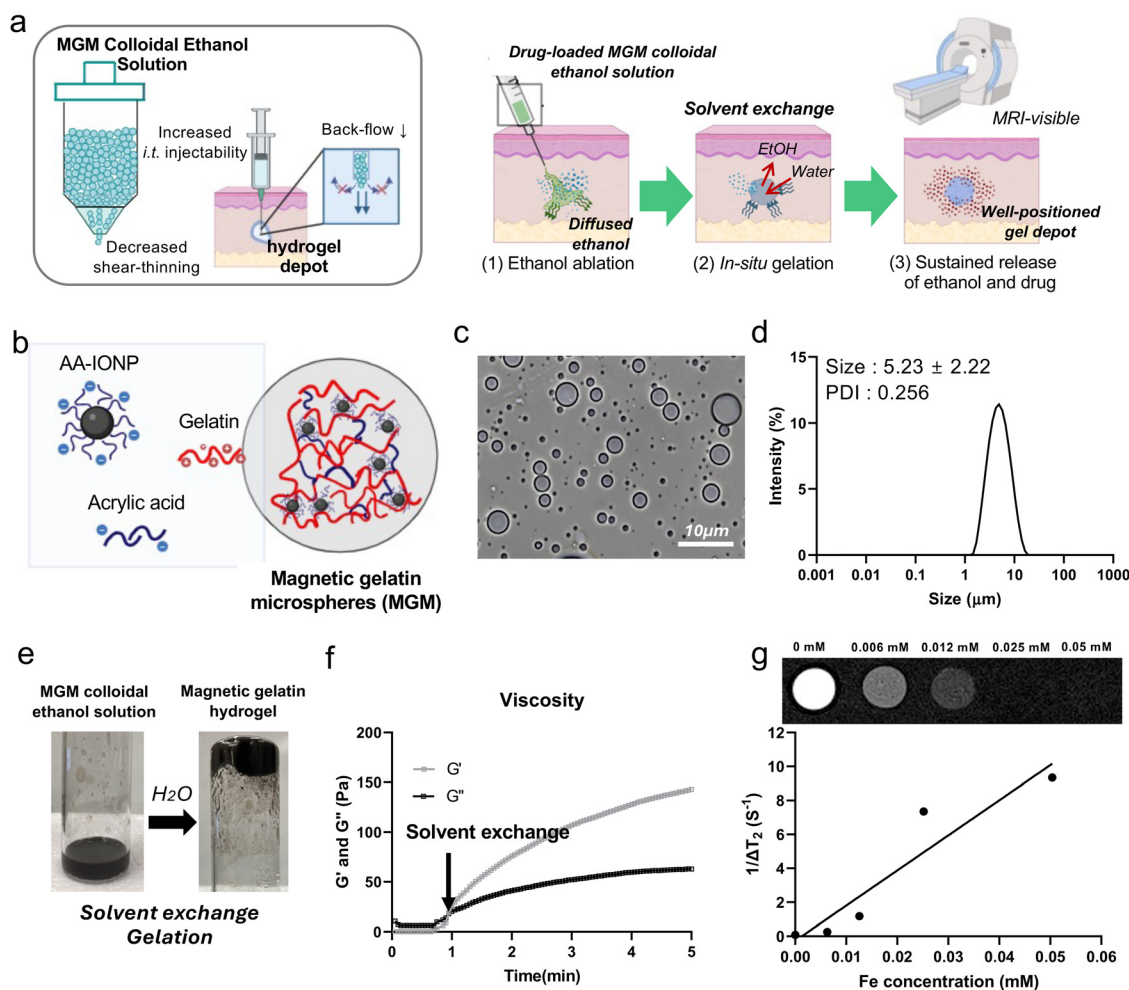 a
MGM Colloidal Ethanol
Solution
Increased
i.t. injectability
Back-flow ↓
Decreased
shear-thinning
hydrogel
depot
Drug-loaded MGM colloidal
ethanol solution
Diffused
ethanol
(1) Ethanol ablation
Solvent exchange
EtOH
Water
(2) In-situ gelation
MRI-visible
Well-positioned
gel depot
(3) Sustained release
of ethanol and drug
b
AA-IONP
Gelatin
Acrylic acid
Magnetic gelatin
microspheres (MGM)
c
10μm
d
Size : 5.23 ± 2.22
PDI : 0.256
Intensity (%)
15
10
5
0
0.001 0.01 0.1 1 10 100 1000
Size (μm)
e
MGM colloidal
ethanol solution
Magnetic gelatin
hydrogel
H2O
Solvent exchange
Gelation
f
Viscosity
G' and G'' (Pa)
200
150
100
50
0
G'
G''
Solvent exchange
0 1 2 3 4 5
Time(min)
g
0 mM 0.006 mM 0.012 mM 0.025 mM 0.05 mM
1/ΔT2 (S-1)
12
10
8
6
4
2
0
0.00 0.01 0.02 0.03 0.04 0.05 0.06
Fe concentration (mM)